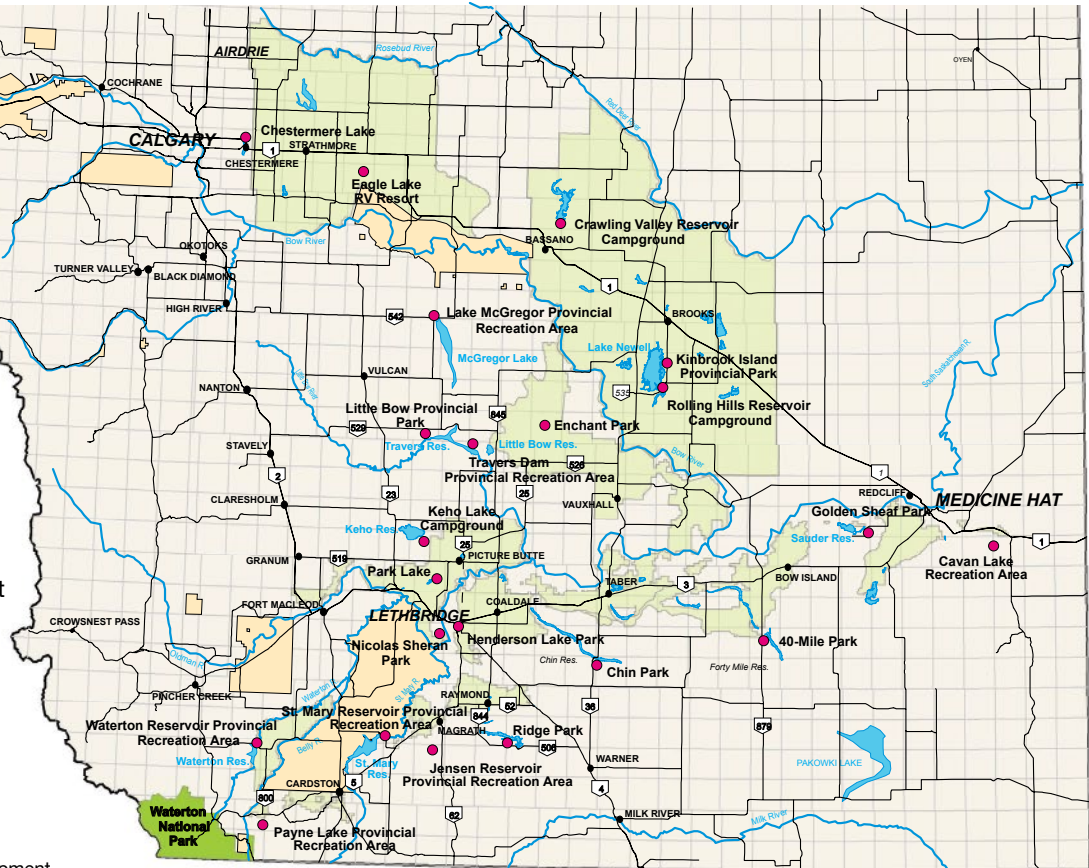 AIRDRIE
Rosebud River
OYEN
COCHRANE
Red Deer River
Chestermere Lake
CALGARY
1
STRATHMORE
CHESTERMERE
Eagle Lake
RV Resort
Crawling Valley Reservoir
Campground
Bow River
BASSANO
OKOTOKS
TURNER VALLEY
BLACK DIAMOND
1
HIGH RIVER
542
Lake McGregor Provincial
Recreation Area
BROOKS
McGregor Lake
Lake Newell
Kinbrook Island
Provincial Park
South Saskatchewan R.
VULCAN
NANTON
535
Rolling Hills Reservoir
Campground
Little Bow Provincial
Park
845
529
Enchant Park
Travers Res.
Little Bow Res.
STAVELY
Travers Dam
Provincial Recreation Area
526
Bow River
1
2
23
25
REDCLIFF
MEDICINE HAT
CLARESHOLM
VAUXHALL
Keho Lake
Campground
Golden Sheaf Park
Keho Res.
Sauder Res.
25
1
GRANUM
519
PICTURE BUTTE
Cavan Lake
Recreation Area
Park Lake
TABER
3
BOW ISLAND
t
FORT MACLEOD
COALDALE
LETHBRIDGE
CROWSNEST PASS
Henderson Lake Park
40-Mile Park
Nicolas Sheran
Park
Oldman R.
Chin Res.
Chin Park
Forty Mile Res.
PINCHER CREEK
Waterton
St. Mary R.
RAYMOND
52
36
St. Mary Reservoir Provincial
Recreation Area
844
Waterton Reservoir Provincial
Recreation Area
MAGRATH
Ridge Park
879
Belly R.
506
Waterton Res.
St. Mary
Res.
Jensen Reservoir
Provincial Recreation Area
WARNER
PAKOWKI LAKE
CARDSTON
5
4
800
Waterton
National
Park
62
MILK RIVER
Milk River
Payne Lake Provincial
Recreation Area
ement